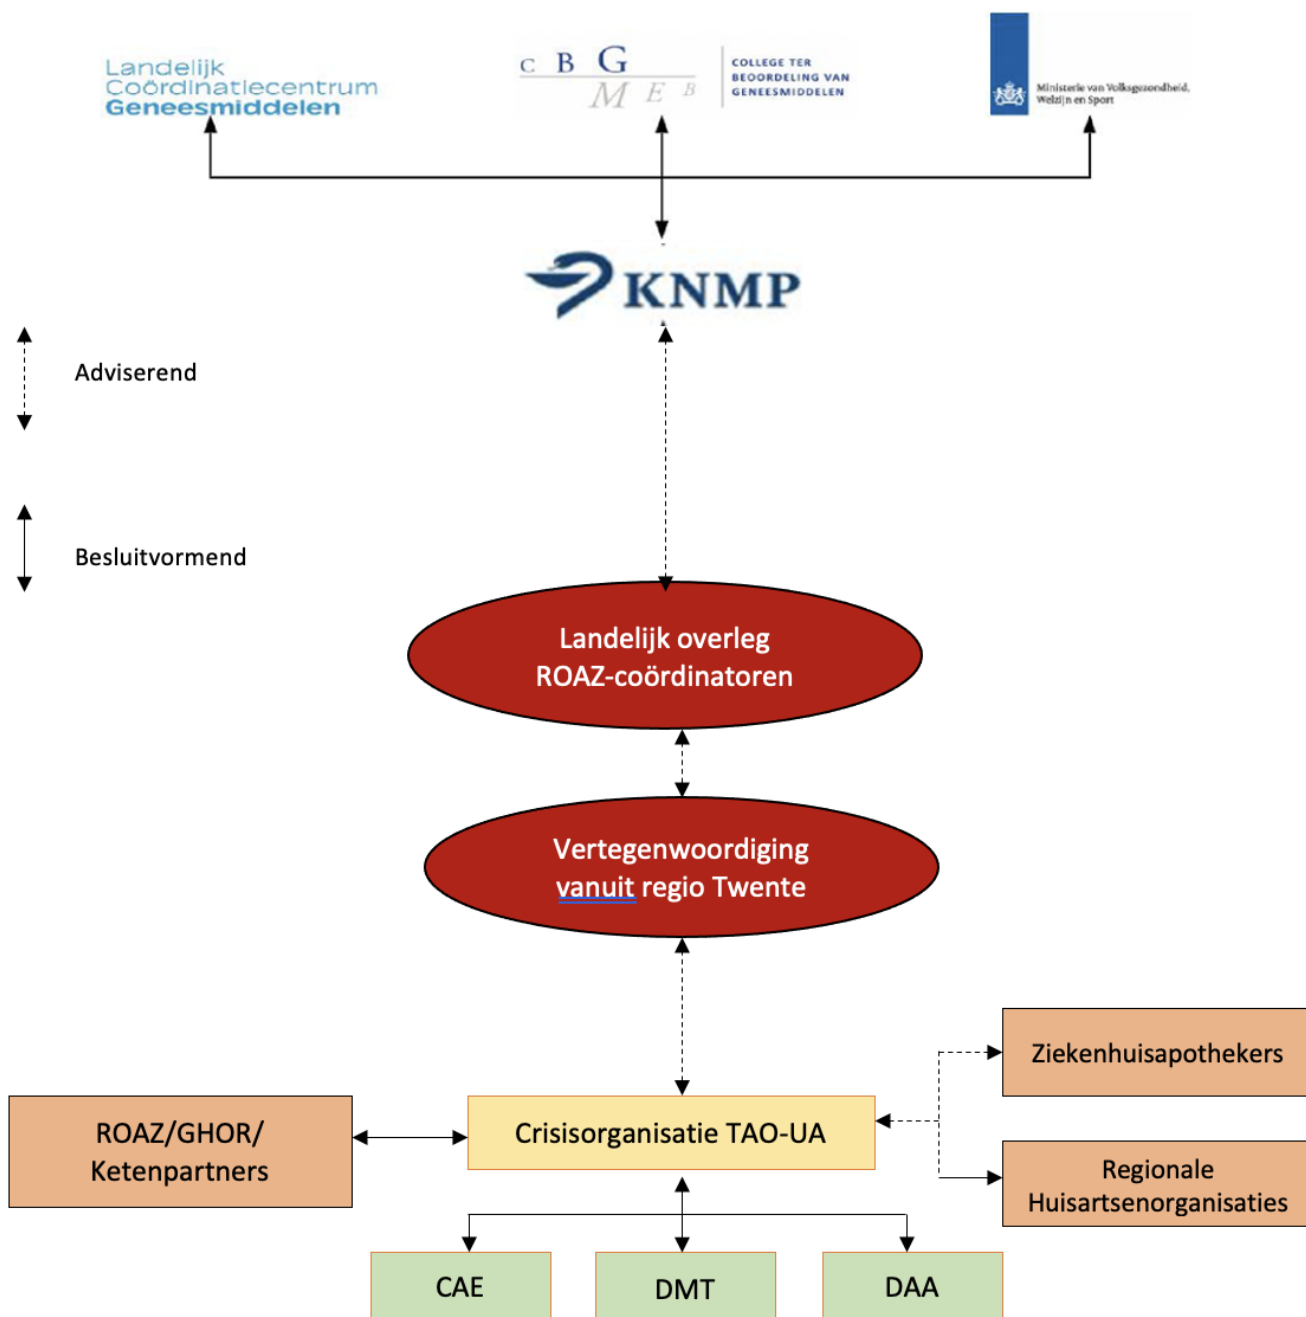 Landelijk
Coördinatiecentrum
Geneesmiddelen
C B G
M E B
COLLEGE TER
BEOORDELING VAN
GENEESMIDDELEN
Ministerie van Volksgezondheid,
Welzijn en Sport
KNMP
Adviserend
Besluitvormend
Landelijk overleg
ROAZ-coördinatoren
Vertegenwoordiging
vanuit regio Twente
Ziekenhuisapothekers
ROAZ/GHOR/
Ketenpartners
Crisisorganisatie TAO-UA
Regionale
Huisartsenorganisaties
CAE
DMT
DAA